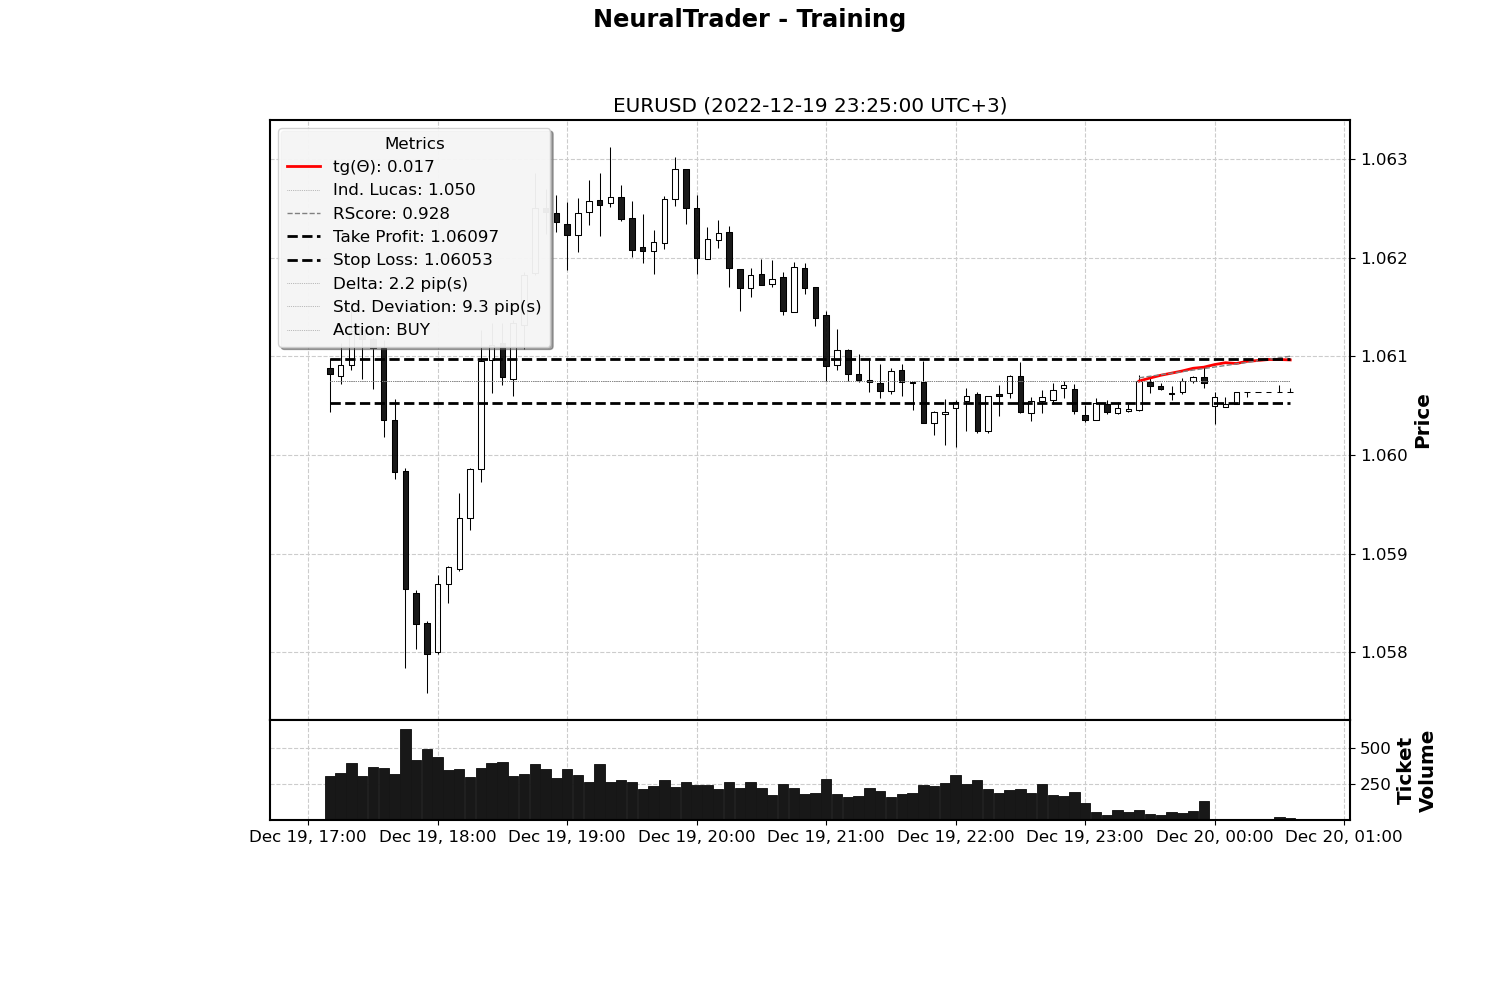 NeuralTrader - Training
EURUSD (2022-12-19 23:25:00 UTC+3)
Metrics
tg(Θ): 0.017
Ind. Lucas: 1.050
RScore: 0.928
Take Profit: 1.06097
Stop Loss: 1.06053
Delta: 2.2 pip(s)
Std. Deviation: 9.3 pip(s)
Action: BUY
1.063
1.062
1.061
1.060
1.059
1.058
Price
500
250
Ticket
Volume
Dec 19, 17:00
Dec 19, 18:00
Dec 19, 19:00
Dec 19, 20:00
Dec 19, 21:00
Dec 19, 22:00
Dec 19, 23:00
Dec 20, 00:00
Dec 20, 01:00